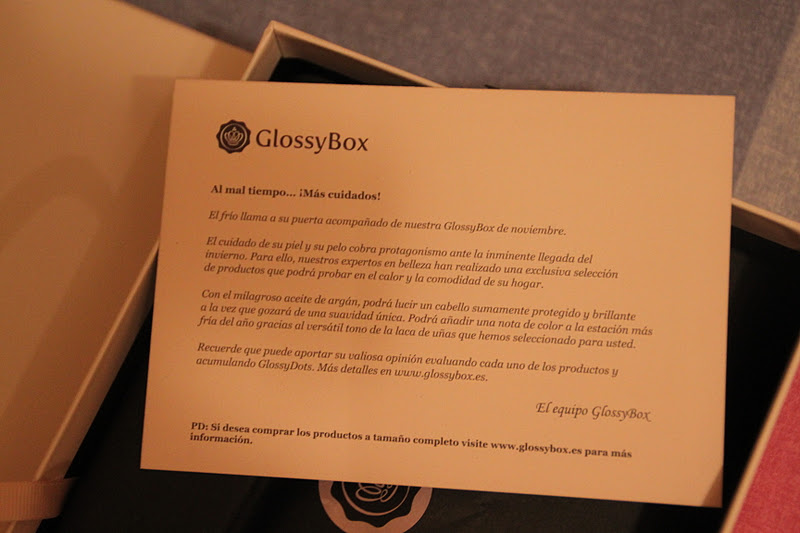 GlossyBox
Al mal tiempo... ¡Más cuidados!
El frío llama a su puerta acompañado de nuestra GlossyBox de noviembre.
El cuidado de su piel y su pelo cobra protagonismo ante la inminente llegada del
invierno. Para ello, nuestros expertos en belleza han realizado una exclusiva selección
de productos que podrá probar en el calor y la comodidad de su hogar.
Con el milagroso aceite de argán, podrá lucir un cabello sumamente protegido y brillante
a la vez que gozará de una suavidad única. Podrá añadir una nota de color a la estación más
fría del año gracias al versátil tono de la laca de uñas que hemos seleccionado para usted.
Recuerde que puede aportar su valiosa opinión evaluando cada uno de los productos y
acumulando GlossyDots. Más detalles en www.glossybox.es.
El equipo GlossyBox
PD: Si desea comprar los productos a tamaño completo visite www.glossybox.es para más
información.